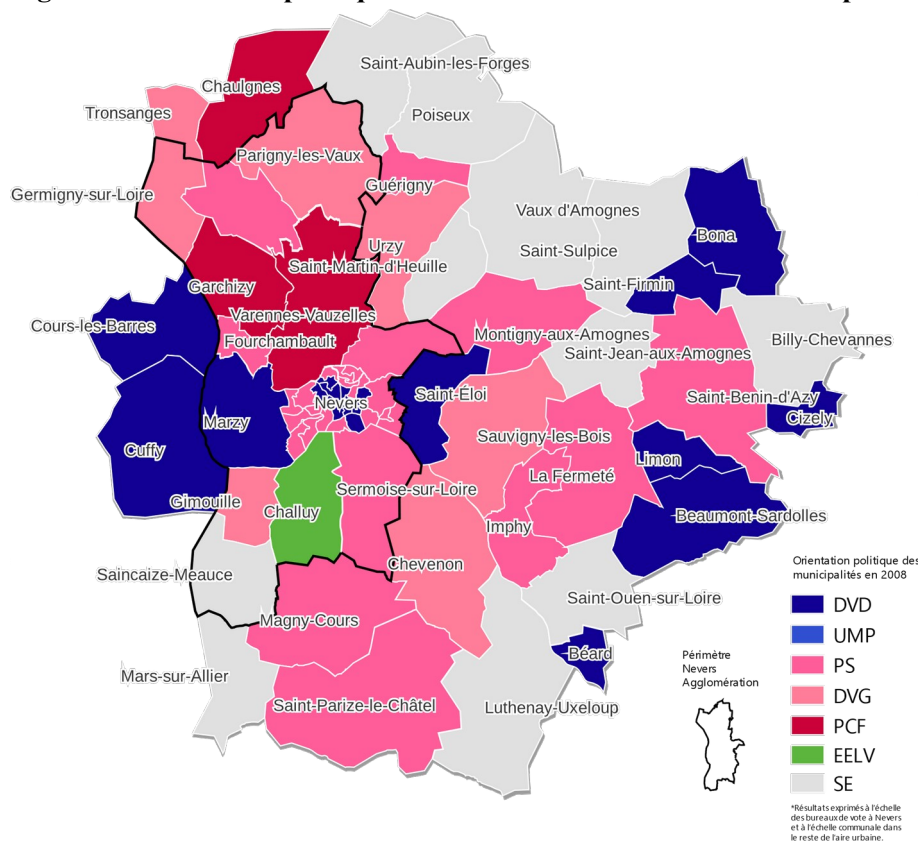 Saint-Aubin-les-Forges
Chaulgnes
Tronsanges
Poiseux
Parigny-les-Vaux
Germigny-sur-Loire
Guérigny
Vaux d'Amognes
Bona
Urzy
Saint-Sulpice
Saint-Martin-d'Heuille
Garchizy
Saint-Firmin
Varennes-Vauzelles
Cours-les-Barres
Fourchambault
Montigny-aux-Amognes
Billy-Chevannes
Saint-Jean-aux-Amognes
Saint-Éloi
Nevers
Saint-Benin-d'Azy
Marzy
Cizely
Sauvigny-les-Bois
Cuffy
Limon
La Fermeté
Sermoise-sur-Loire
Gimouille
Challuy
Beaumont-Sardolles
Imphy
Chevenon
Saincaize-Meauce
Saint-Ouen-sur-Loire
Magny-Cours
Béard
Mars-sur-Allier
Saint-Parize-le-Châtel
Luthenay-Uxeloup
Orientation politique des
municipalités en 2008
DVD
UMP
PS
DVG
PCF
EELV
SE
Périmètre
Nevers
Agglomération
*Résultats exprimés à l'échelle
des bureaux de vote à Nevers
et à l'échelle communale dans
le reste de l'aire urbaine.